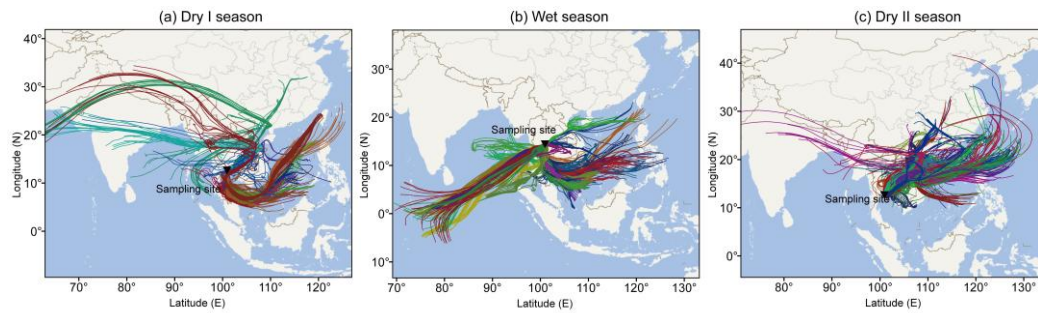 (a) Dry I season
(b) Wet season
(c) Dry II season
40°
30°
20°
10°
0°
Longitude (N)
Sampling site
70°
80°
90°
100°
110°
120°
Latitude (E)
30°
20°
10°
0°
10°
Longitude (N)
Sampling site
70°
80°
90°
100°
110°
120°
130°
Latitude (E)
40°
30°
20°
10°
0°
Longitude (N)
Sampling site
80°
90°
100°
110°
120°
130°
Latitude (E)